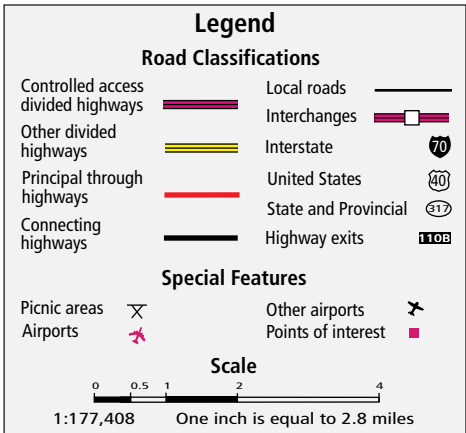 Legend
Road Classifications
Controlled access
divided highways
Other divided
highways
Principal through
highways
Connecting
highways
Local roads
Interchanges
Interstate 70
United States 40
State and Provincial 317
Highway exits 110B
Special Features
Picnic areas
Airports
Other airports
Points of interest
Scale
0 0.5 1 2 4
1:177,408 One inch is equal to 2.8 miles